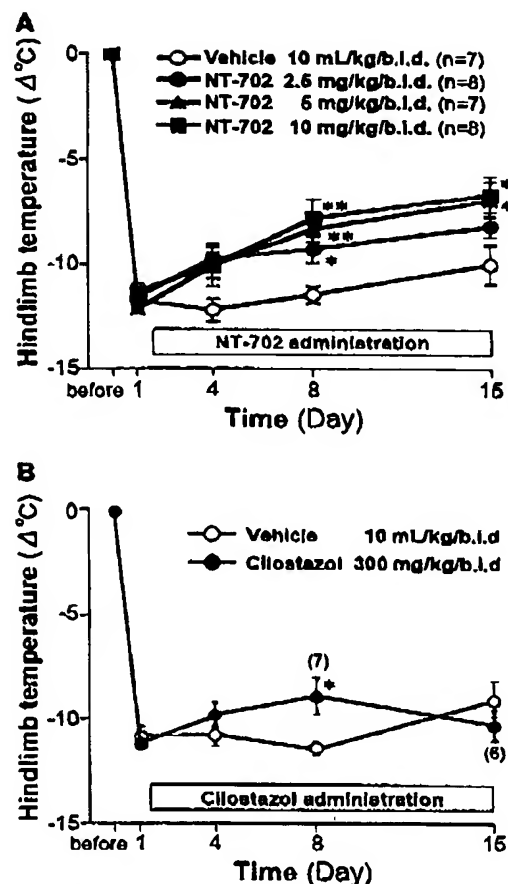 A
Hindlimb temperature (Δ°C)
0
-5
-10
-15
Vehicle 10 mL/kg/b.i.d. (n=7)
NT-702 2.5 mg/kg/b.i.d. (n=8)
NT-702 5 mg/kg/b.i.d. (n=7)
NT-702 10 mg/kg/b.i.d. (n=8)
**
**
*
*
*
NT-702 administration
before 1 4 8 15
Time (Day)
B
Hindlimb temperature (Δ°C)
0
-5
-10
-15
Vehicle 10 mL/kg/b.i.d
Cilostazol 300 mg/kg/b.i.d
(7)
*
(6)
Cilostazol administration
before 1 4 8 15
Time (Day)